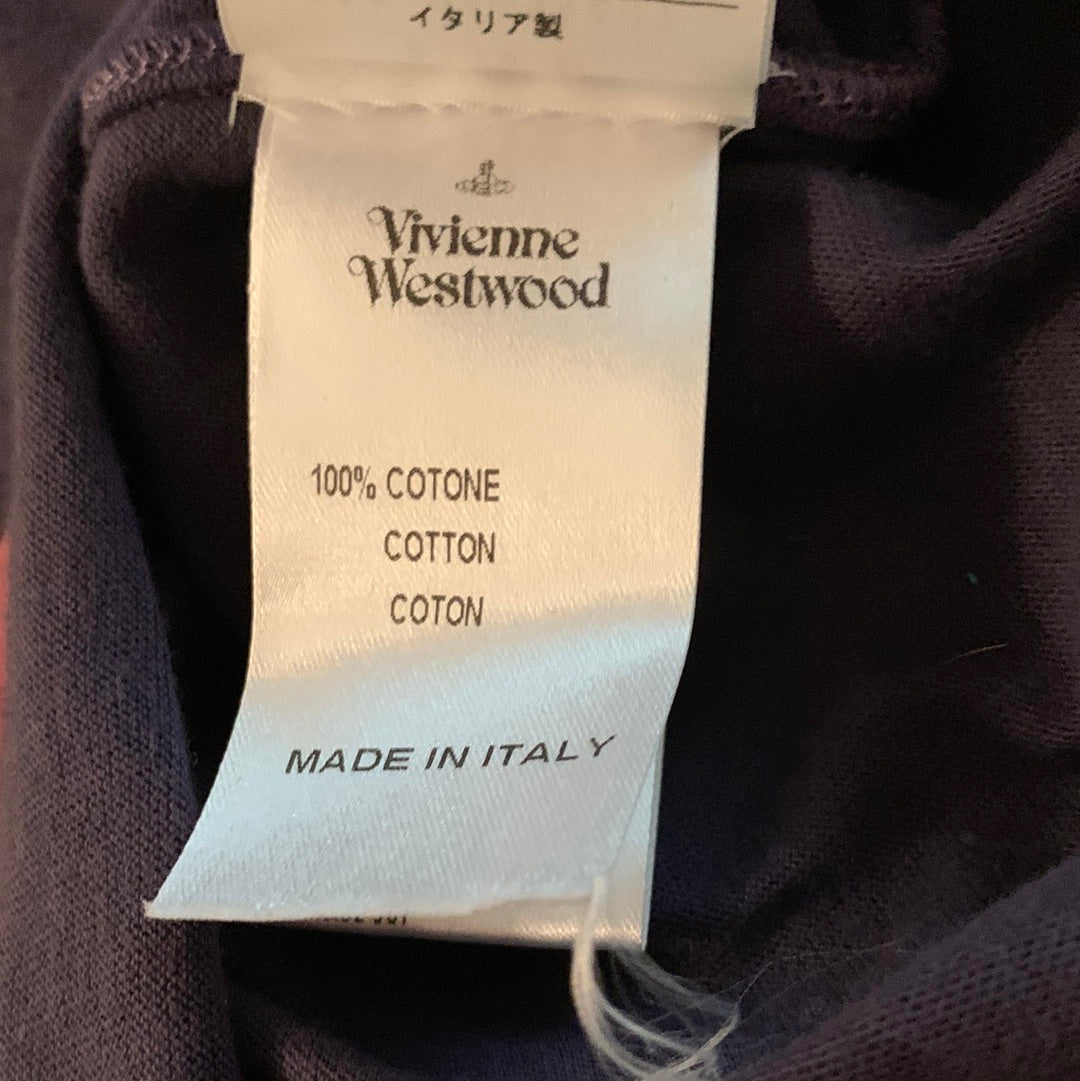 イタリア製
Vivienne
Westwood
100% COTONE
COTTON
COTON
MADE IN ITALY